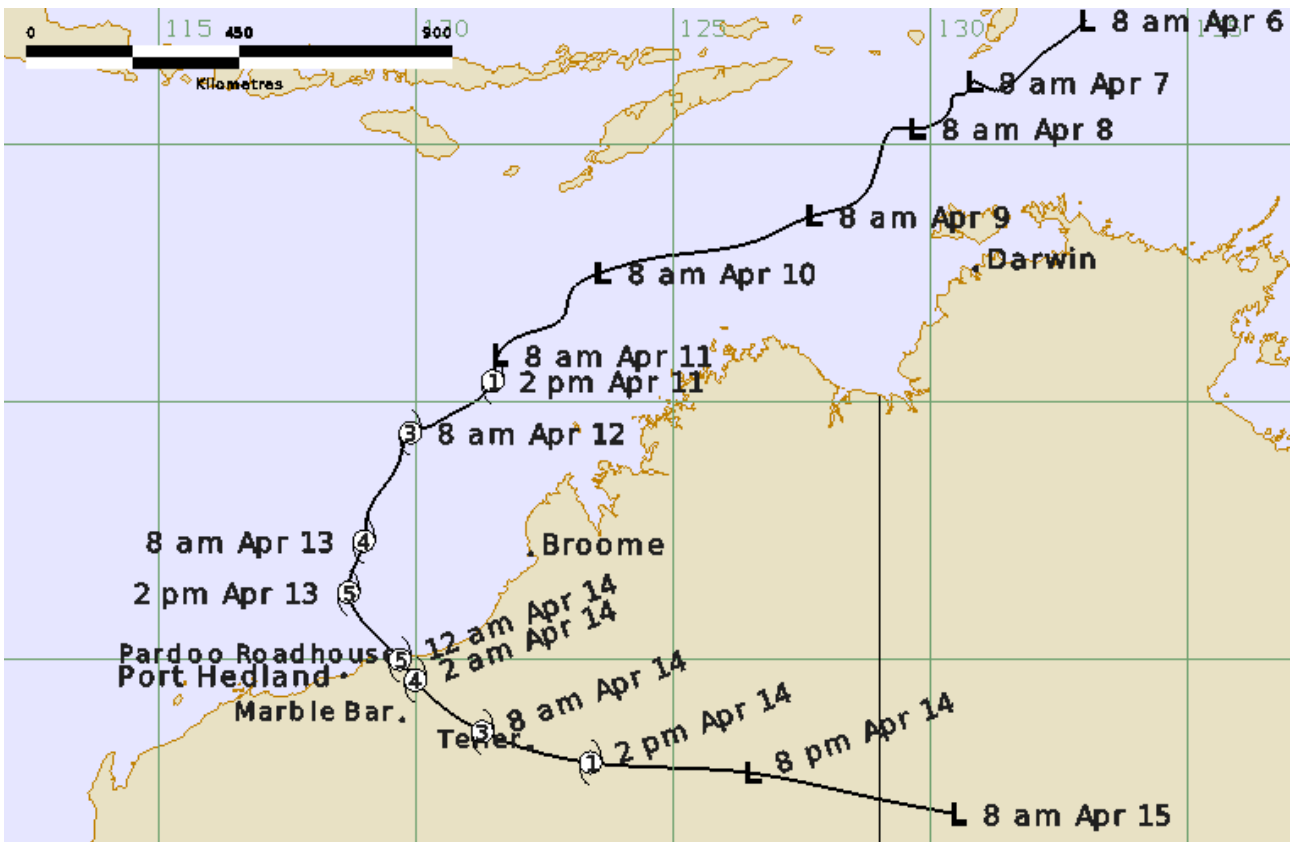 115
120
125
130
135
0 450 900
Kilometres
8 am Apr 6
8 am Apr 7
8 am Apr 8
8 am Apr 9
Darwin
8 am Apr 10
8 am Apr 11
1 2 pm Apr 11
3 8 am Apr 12
8 am Apr 13 4
Broome
2 pm Apr 13 5
5 12 am Apr 14
Pardoo Roadhouse
4 2 am Apr 14
Port Hedland
Marble Bar
3 8 am Apr 14
Telfer
1 2 pm Apr 14
L 8 pm Apr 14
L 8 am Apr 15
L
L
L
L
L
L